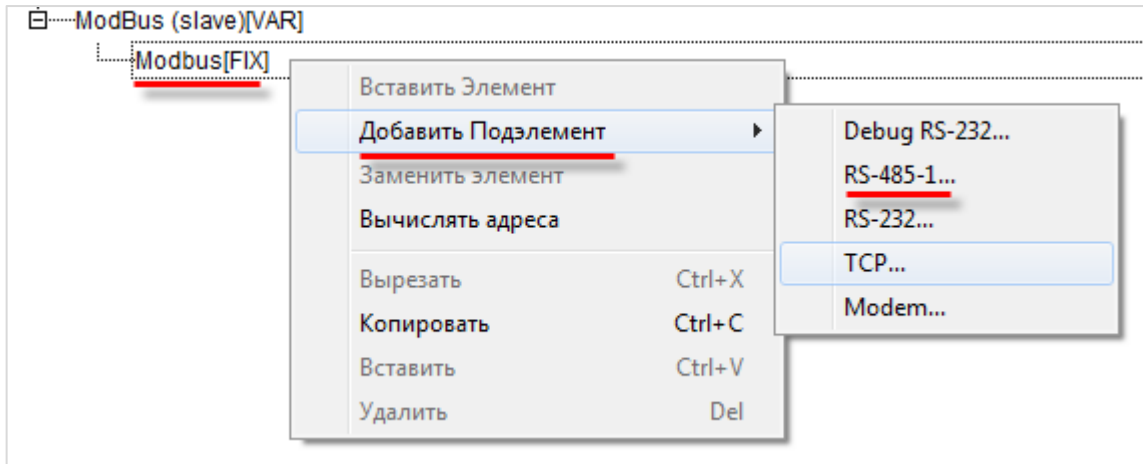 ModBus (slave)[VAR]
Modbus[FIX]
Вставить Элемент
Добавить Подэлемент
Заменить элемент
Вычислять адреса
Вырезать Ctrl+X
Копировать Ctrl+C
Вставить Ctrl+V
Удалить Del
Debug RS-232...
RS-485-1...
RS-232...
TCP...
Modem...